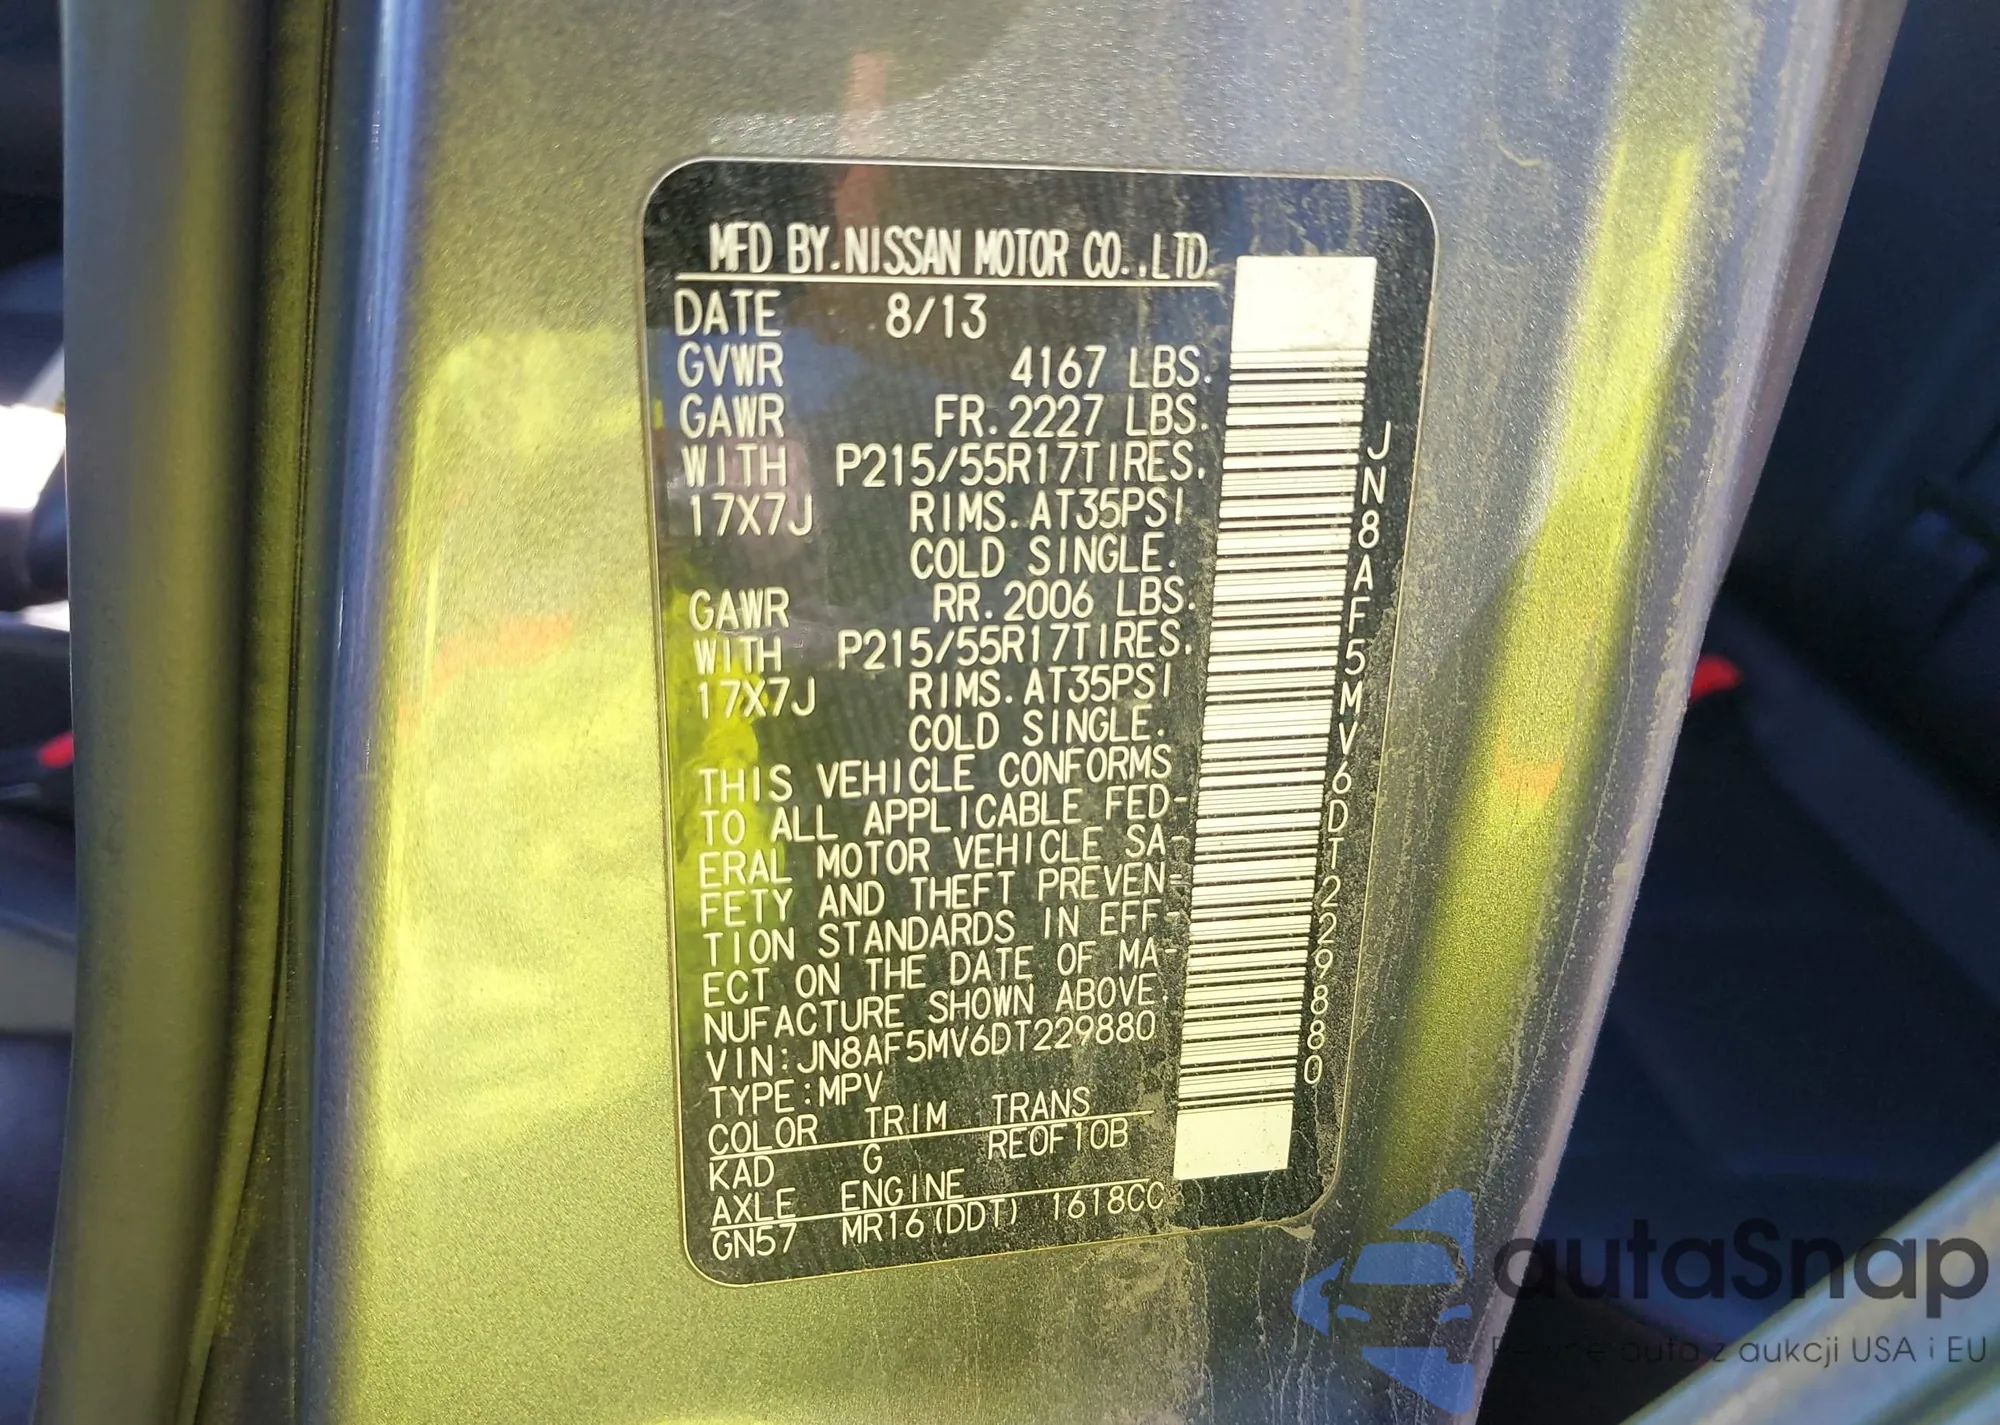 MFD BY.NISSAN MOTOR CO.,LTD.
DATE 8/13
GVWR 4167 LBS.
GAWR FR.2227 LBS.
WITH P215/55R17TIRES.
17X7J RIMS.AT35PSI
COLD SINGLE.
GAWR RR.2006 LBS.
WITH P215/55R17TIRES.
17X7J RIMS.AT35PSI
COLD SINGLE.
THIS VEHICLE CONFORMS
TO ALL APPLICABLE FED-
ERAL MOTOR VEHICLE SA-
FETY AND THEFT PREVEN-
TION STANDARDS IN EFF-
ECT ON THE DATE OF MA-
NUFACTURE SHOWN ABOVE.
VIN:JN8AF5MV6DT229880
TYPE:MPV
COLOR TRIM TRANS
KAD G RE0F10B
AXLE ENGINE
GN57 MR16(DDT) 1618CC
JN8AF5MV6DT229880
autaSnap
auta z aukcji USA i EU